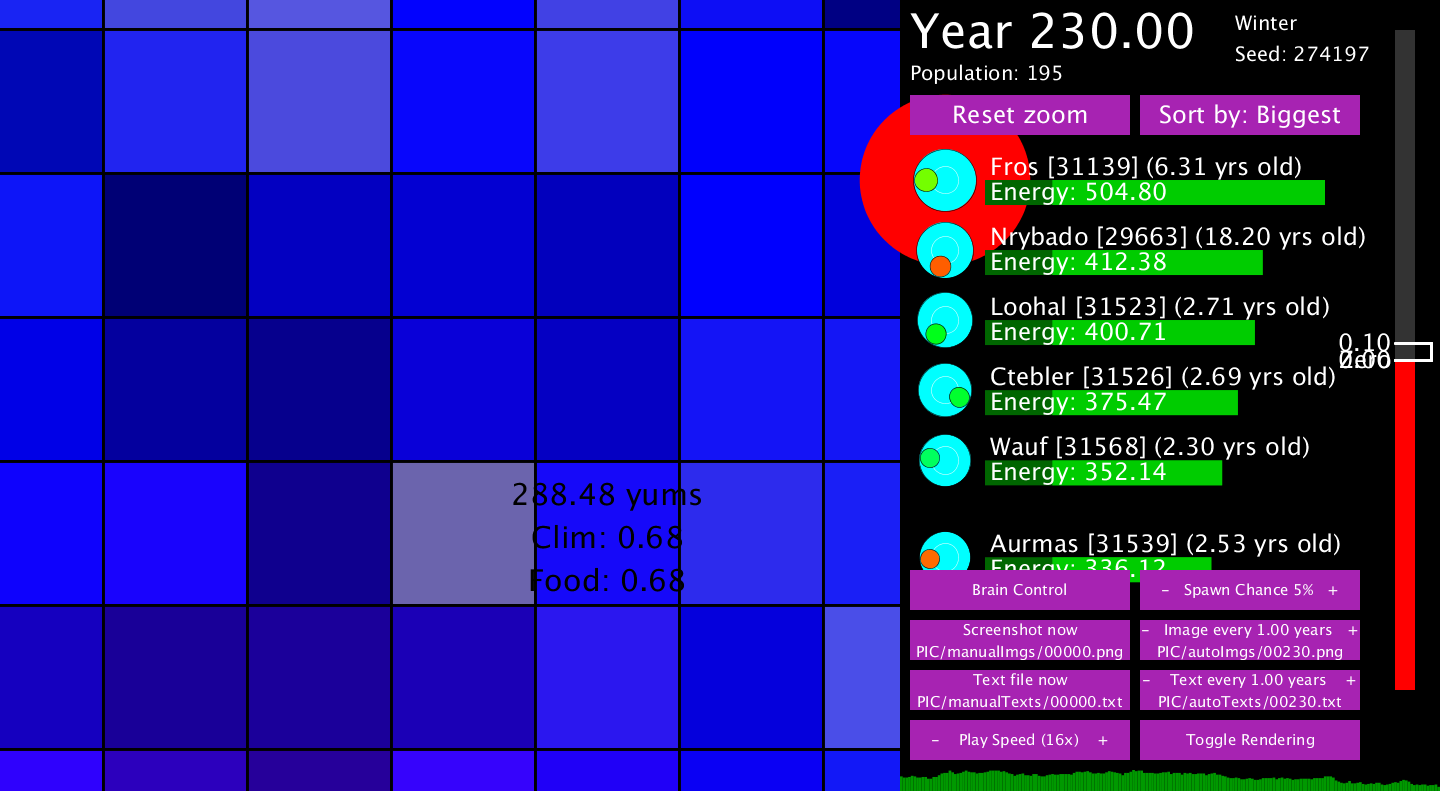 Year 230.00
Winter
Seed: 274197
Population: 195
Reset zoom
Sort by: Biggest
Fros [31139] (6.31 yrs old)
Energy: 504.80
Nrybado [29663] (18.20 yrs old)
Energy: 412.38
Loohal [31523] (2.71 yrs old)
Energy: 400.71
0.10
Ctebler [31526] (2.69 yrs old)
Energy: 375.47
Wauf [31568] (2.30 yrs old)
Energy: 352.14
288.48 yums
Clim: 0.68
Food: 0.68
Aurmas [31539] (2.53 yrs old)
Energy: 336.12
Brain Control
- Spawn Chance 5% +
Screenshot now
PIC/manualImgs/00000.png
- Image every 1.00 years +
PIC/autoImgs/00230.png
Text file now
PIC/manualTexts/00000.txt
- Text every 1.00 years +
PIC/autoTexts/00230.txt
- Play Speed (16x) +
Toggle Rendering